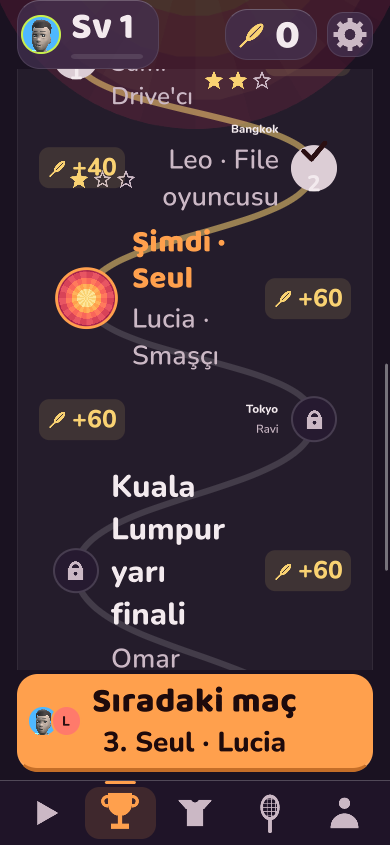 Sv 1
0
1
Drive'cı
Bangkok
+40
Leo · File
oyuncusu
2
Şimdi ·
Seul
Lucia ·
Smaşçı
+60
+60
Tokyo
Ravi
Kuala
Lumpur
yarı
finali
+60
Omar
L
Sıradaki maç
3. Seul · Lucia